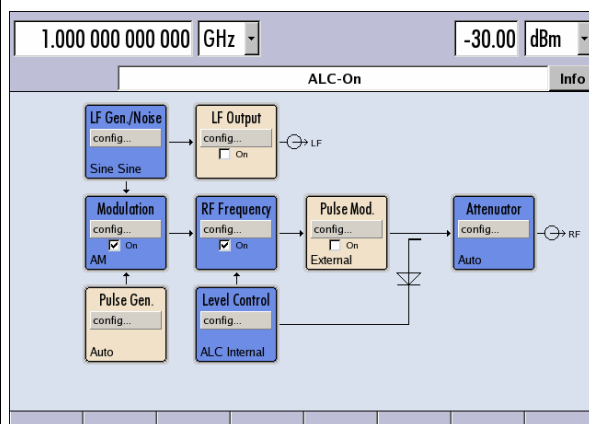 1.000 000 000 000 GHz
-30.00 dBm
ALC-On
Info
LF Gen./Noise
config...
Sine Sine
LF Output
config...
On
LF
Modulation
config...
On
AM
RF Frequency
config...
On
Pulse Mod.
config...
On
External
Attenuator
config...
Auto
RF
Pulse Gen.
config...
Auto
Level Control
config...
ALC Internal